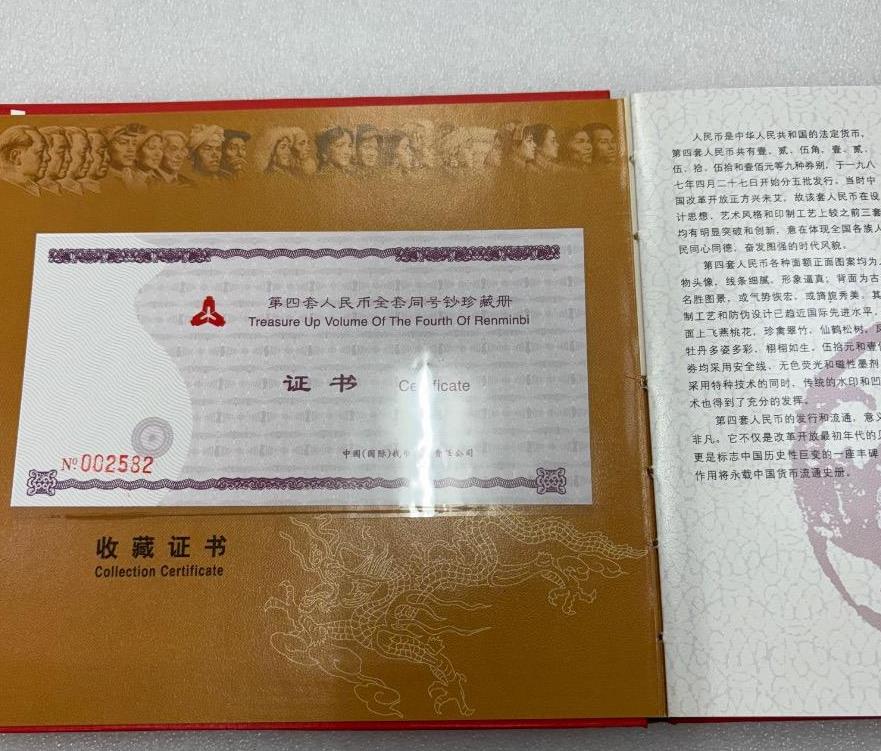 第四套人民币全套同号钞珍藏册
Treasure Up Volume Of The Fourth Of Renminbi
证书
Certificate
中国(国际)
公司
№002582
收藏证书
Collection Certificate
人民币是中华人民共和国的法定货币,
第四套人民币共有壹、贰、伍角、壹、贰、
伍、拾、伍拾和壹佰元等九种券别, 于一九八
七年四月二十七日开始分五批发行。当时中
国改革开放正方兴未艾, 故该套人民币在设
计思想、艺术风格和印制工艺上较之前三套
均有明显突破和创新, 意在体现全国各族人
民同心同德, 奋发图强的时代风貌。
第四套人民币各种面额正面图案均为人
物头像, 线条细腻, 形象逼真; 背面为古
名胜图景, 或气势恢宏, 或旖旎秀美, 其
制工艺和防伪设计已趋近国际先进水平,
面上飞燕桃花, 珍禽翠竹, 仙鹤松树, 凤
牡丹多姿多彩, 栩栩如生, 伍拾元和壹佰
券均采用安全线, 无色荧光和磁性墨剂
采用特种技术的同时, 传统的水印和凹
术也得到了充分的发挥。
第四套人民币的发行和流通, 意义
非凡。它不仅是改革开放最初年代的见
更是标志中国历史性巨变的一座丰碑
作用将永载中国货币流通史册。